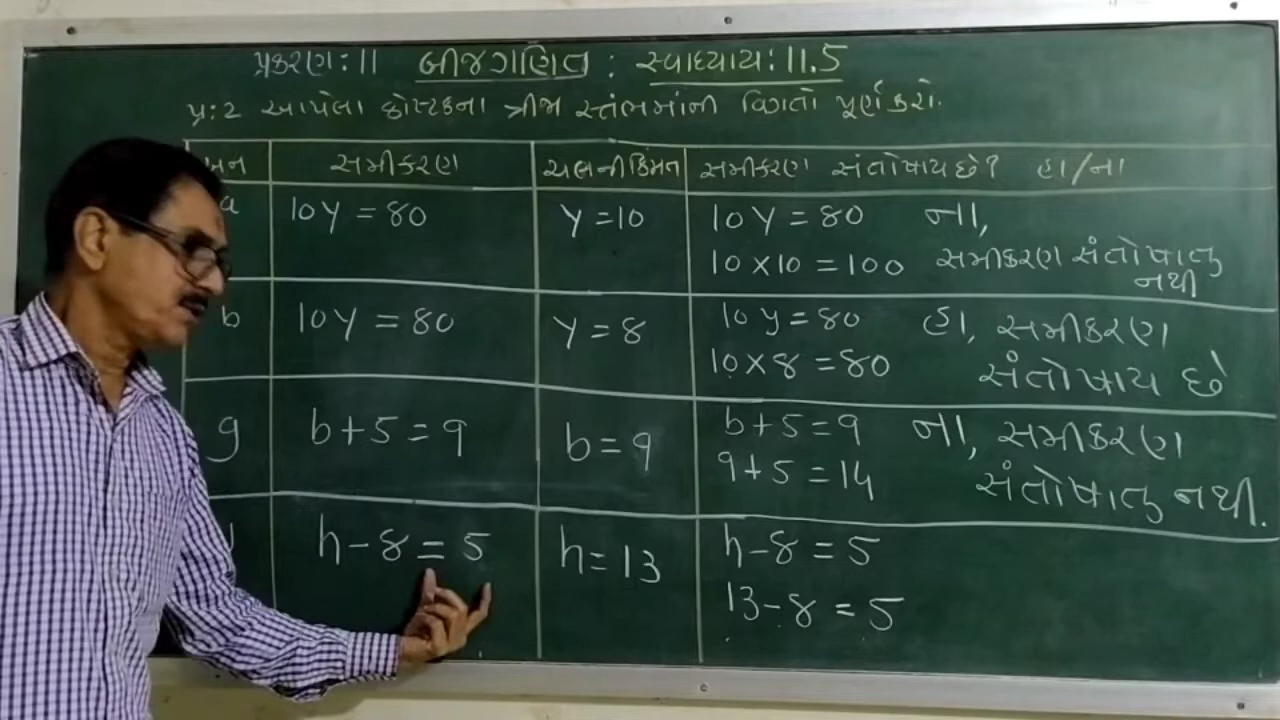 પ્રકરણ: 11 બીજગણિત : સ્વાધ્યાય: 11.5
પ્ર: 2 આપેલા કોષ્ટકના ત્રીજા સ્તંભમાંની વિગતો પૂર્ણ કરો.
સમીકરણ ચલની કિંમત સમીકરણ સંતોષાય છે? હા/ના
a 10y = 80 y = 10 10y = 80 ના,
10 x 10 = 100 સમીકરણ સંતોષાતુ
નથી
b 10y = 80 y = 8 10y = 80 હા, સમીકરણ
10 x 8 = 80 સંતોષાય છે
g b + 5 = 9 b = 9 b + 5 = 9 ના, સમીકરણ
9 + 5 = 14 સંતોષાતુ નથી.
h - 8 = 5 h = 13 h - 8 = 5
13 - 8 = 5